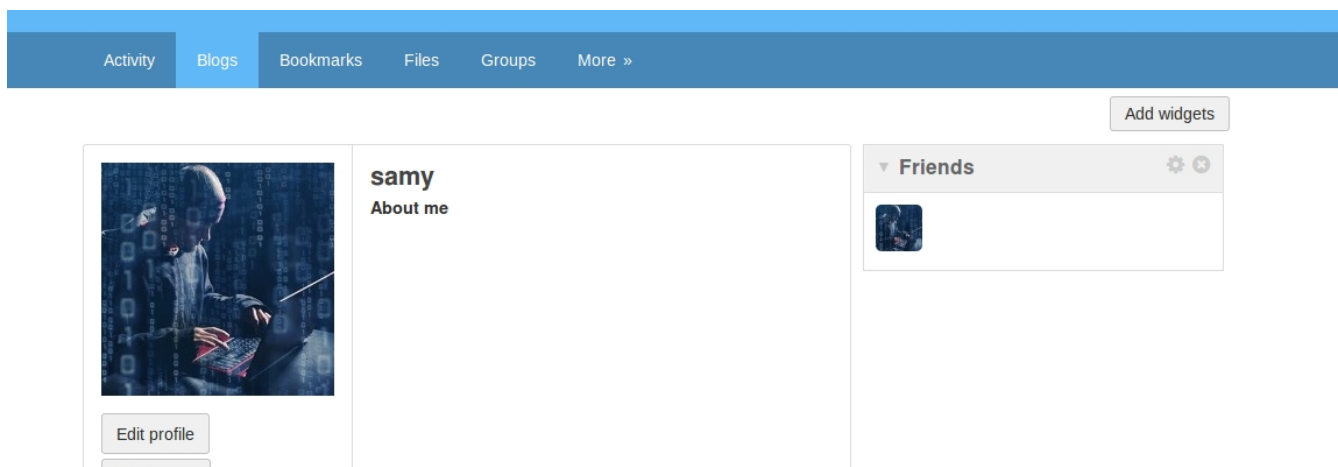 Activity Blogs Bookmarks Files Groups More »
Add widgets
samy
About me
Friends
Edit profile